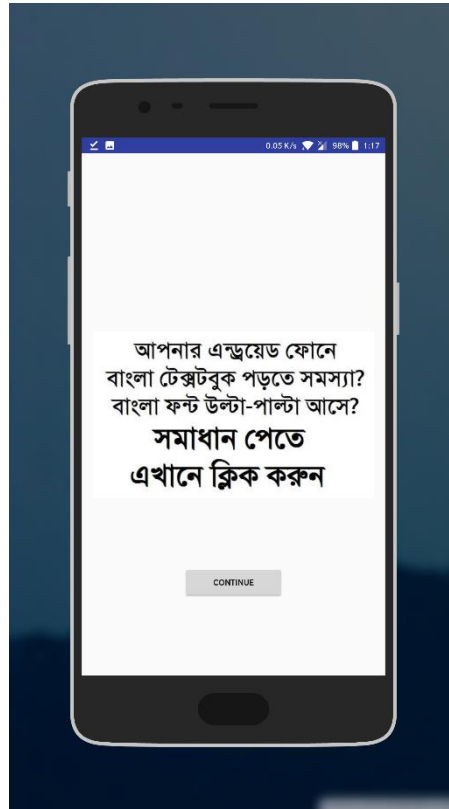 0.05 K/s 98% 1:17
আপনার এন্ড্রয়েড ফোনে
বাংলা টেক্সটবুক পড়তে সমস্যা?
বাংলা ফন্ট উল্টা-পাল্টা আসে?
সমাধান পেতে
এখানে ক্লিক করুন
CONTINUE